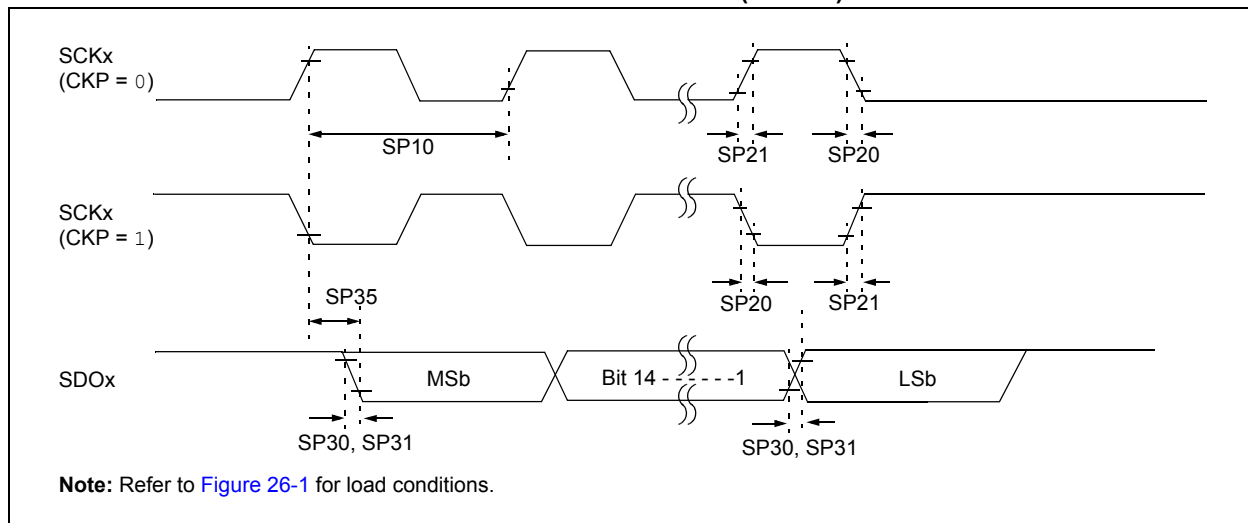 SCKx
(CKP = 0)
SP10
SP21
SP20
SCKx
(CKP = 1)
SP35
SP20
SP21
SDOx
MSb
Bit 14 - - - - - -1
LSb
SP30, SP31
SP30, SP31
Note: Refer to Figure 26-1 for load conditions.